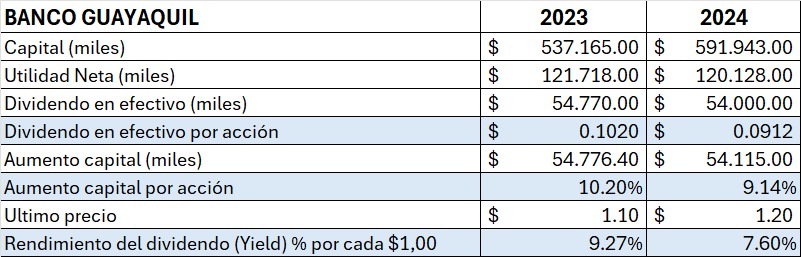 BANCO GUAYAQUIL 2023 2024
Capital (miles) $ 537.165.00 $ 591.943.00
Utilidad Neta (miles) $ 121.718.00 $ 120.128.00
Dividendo en efectivo (miles) $ 54.770.00 $ 54.000.00
Dividendo en efectivo por acción $ 0.1020 $ 0.0912
Aumento capital (miles) $ 54.776.40 $ 54.115.00
Aumento capital por acción 10.20% 9.14%
Ultimo precio $ 1.10 $ 1.20
Rendimiento del dividendo (Yield) % por cada $1,00 9.27% 7.60%